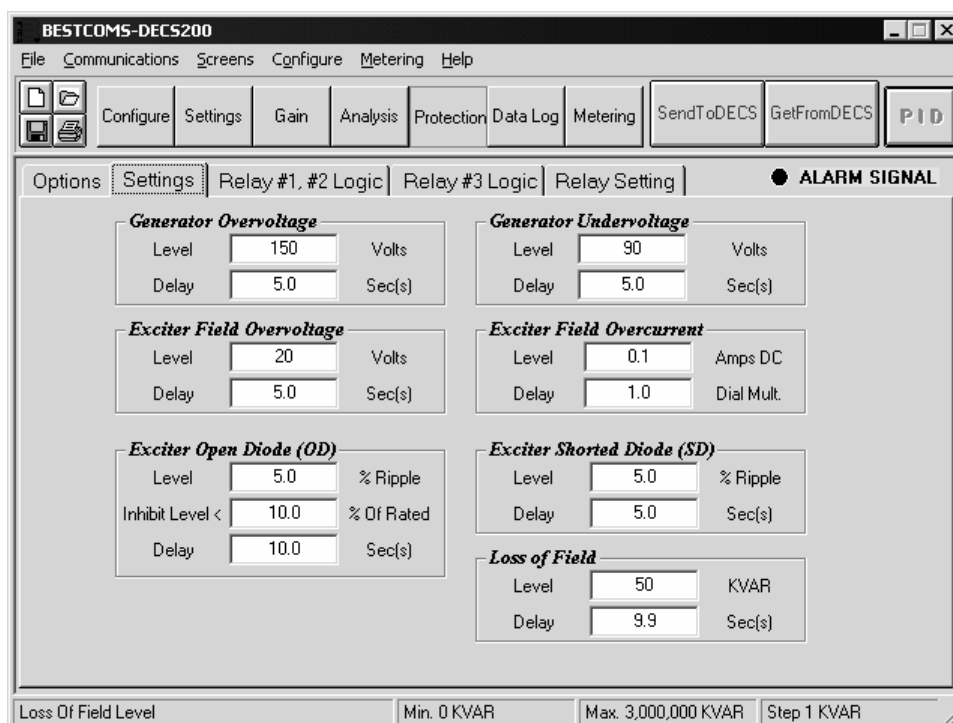 BESTCOMS-DECS200
File Communications Screens Configure Metering Help
Configure Settings Gain Analysis Protection Data Log Metering SendToDECS GetFromDECS PID
Options Settings Relay #1, #2 Logic Relay #3 Logic Relay Setting ALARM SIGNAL
Generator Overvoltage
Level 150 Volts
Delay 5.0 Sec(s)
Generator Undervoltage
Level 90 Volts
Delay 5.0 Sec(s)
Exciter Field Overvoltage
Level 20 Volts
Delay 5.0 Sec(s)
Exciter Field Overcurrent
Level 0.1 Amps DC
Delay 1.0 Dial Mult.
Exciter Open Diode (OD)
Level 5.0 % Ripple
Inhibit Level < 10.0 % Of Rated
Delay 10.0 Sec(s)
Exciter Shorted Diode (SD)
Level 5.0 % Ripple
Delay 5.0 Sec(s)
Loss of Field
Level 50 KVAR
Delay 9.9 Sec(s)
Loss Of Field Level Min. 0 KVAR Max. 3,000,000 KVAR Step 1 KVAR